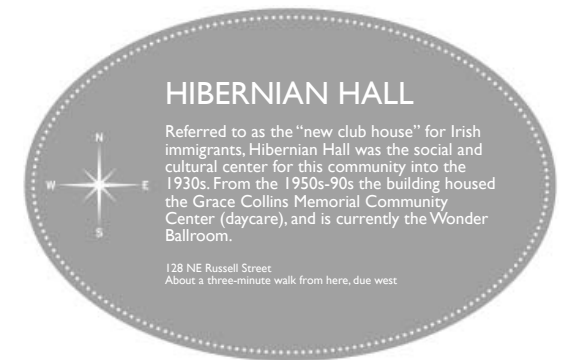 HIBERNIAN HALL
Referred to as the “new club house” for Irish
immigrants, Hibernian Hall was the social and
cultural center for this community into the
1930s. From the 1950s-90s the building housed
the Grace Collins Memorial Community
Center (daycare), and is currently the Wonder
Ballroom.
N
W
E
S
128 NE Russell Street
About a three-minute walk from here, due west